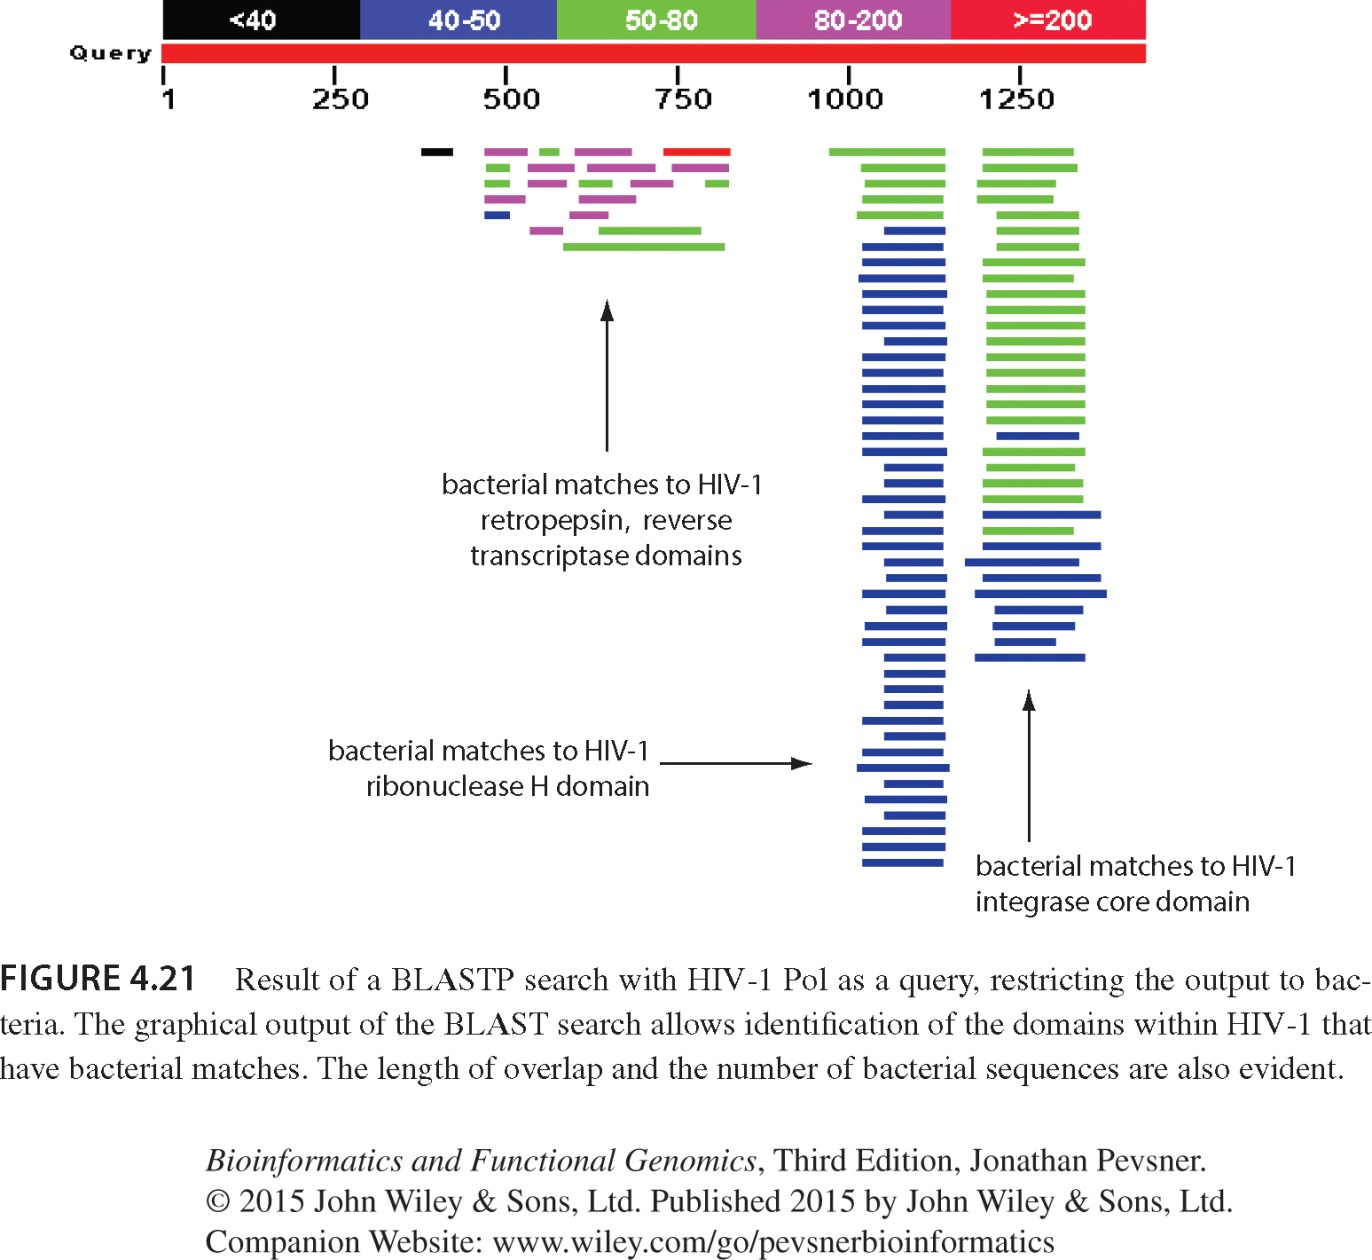 <40 40-50 50-80 80-200 >=200
Query
1 250 500 750 1000 1250
bacterial matches to HIV-1
retropepsin, reverse
transcriptase domains
bacterial matches to HIV-1
ribonuclease H domain
bacterial matches to HIV-1
integrase core domain
FIGURE 4.21 Result of a BLASTP search with HIV-1 Pol as a query, restricting the output to bac-
teria. The graphical output of the BLAST search allows identification of the domains within HIV-1 that
have bacterial matches. The length of overlap and the number of bacterial sequences are also evident.
Bioinformatics and Functional Genomics, Third Edition, Jonathan Pevsner.
© 2015 John Wiley & Sons, Ltd. Published 2015 by John Wiley & Sons, Ltd.
Companion Website: www.wiley.com/go/pevsnerbioinformatics